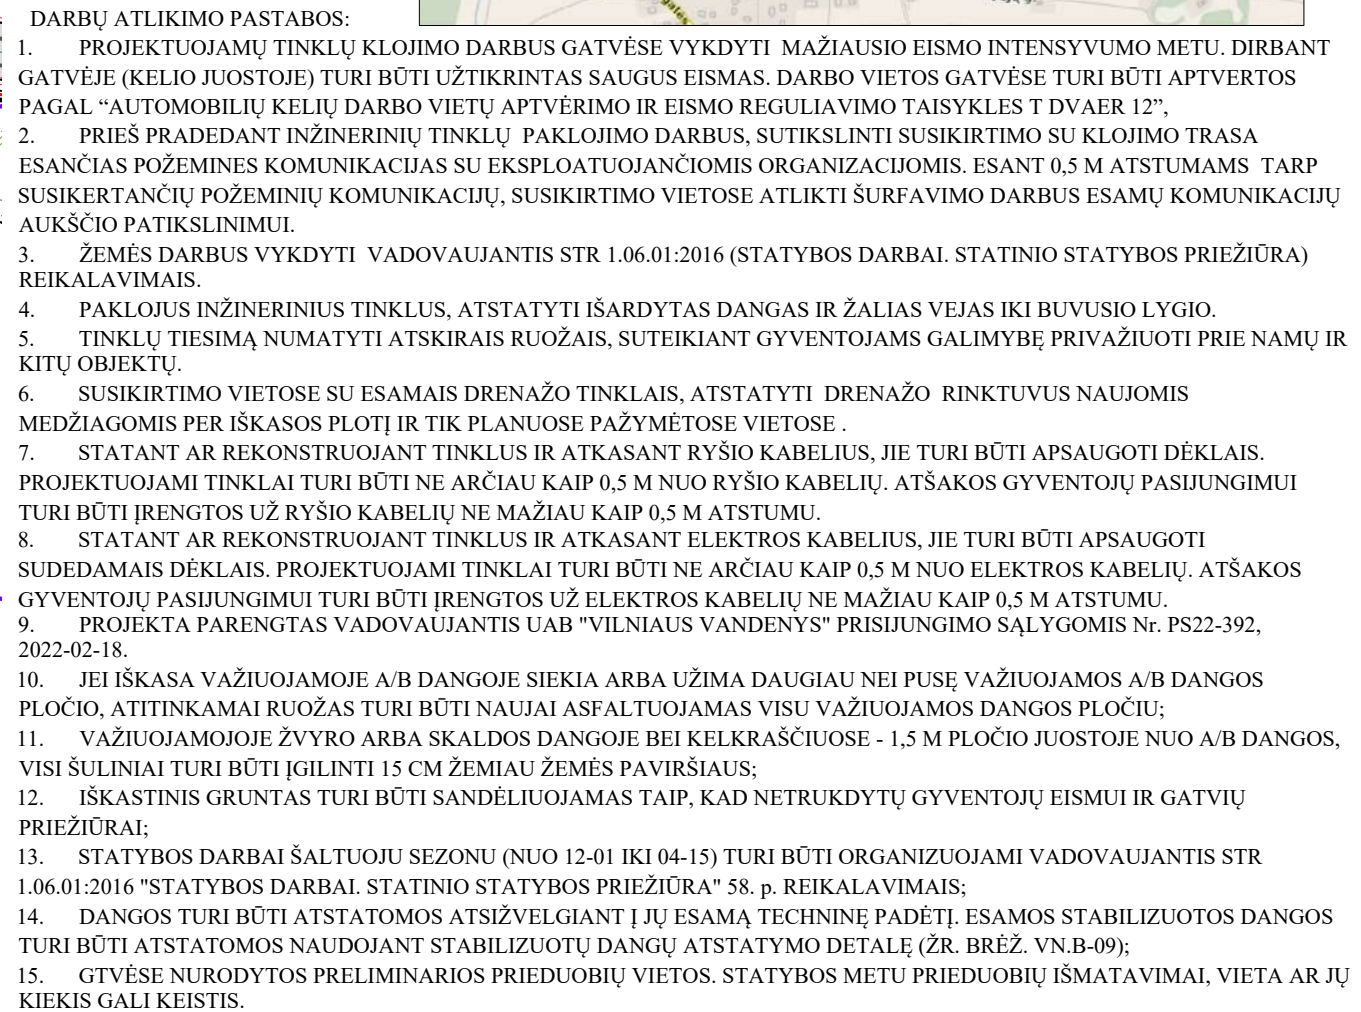 DARBŲ ATLIKIMO PASTABOS:
1. PROJEKTUOJAMŲ TINKLŲ KLOJIMO DARBUS GATVĖSE VYKDYTI MAŽIAUSIO EISMO INTENSYVUMO METU. DIRBANT
GATVĖJE (KELIO JUOSTOJE) TURI BŪTI UŽTIKRINTAS SAUGUS EISMAS. DARBO VIETOS GATVĖSE TURI BŪTI APTVERTOS
PAGAL “AUTOMOBILIŲ KELIŲ DARBO VIETŲ APTVĖRIMO IR EISMO REGULIAVIMO TAISYKLES T DVAER 12”,
2. PRIEŠ PRADEDANT INŽINERINIŲ TINKLŲ PAKLOJIMO DARBUS, SUTIKSLINTI SUSIKIRTIMO SU KLOJIMO TRASA
ESANČIAS POŽEMINES KOMUNIKACIJAS SU EKSPLOATUOJANČIOMIS ORGANIZACIJOMIS. ESANT 0,5 M ATSTUMAMS TARP
SUSIKERTANČIŲ POŽEMINIŲ KOMUNIKACIJŲ, SUSIKIRTIMO VIETOSE ATLIKTI ŠURFAVIMO DARBUS ESAMŲ KOMUNIKACIJŲ
AUKŠČIO PATIKSLINIMUI.
3. ŽEMĖS DARBUS VYKDYTI VADOVAUJANTIS STR 1.06.01:2016 (STATYBOS DARBAI. STATINIO STATYBOS PRIEŽIŪRA)
REIKALAVIMAIS.
4. PAKLOJUS INŽINERINIUS TINKLUS, ATSTATYTI IŠARDYTAS DANGAS IR ŽALIAS VEJAS IKI BUVUSIO LYGIO.
5. TINKLŲ TIESIMĄ NUMATYTI ATSKIRAIS RUOŽAIS, SUTEIKIANT GYVENTOJAMS GALIMYBĘ PRIVAŽIUOTI PRIE NAMŲ IR
KITŲ OBJEKTŲ.
6. SUSIKIRTIMO VIETOSE SU ESAMAIS DRENAŽO TINKLAIS, ATSTATYTI DRENAŽO RINKTUVUS NAUJOMIS
MEDŽIAGOMIS PER IŠKASOS PLOTĮ IR TIK PLANUOSE PAŽYMĖTOSE VIETOSE .
7. STATANT AR REKONSTRUOJANT TINKLUS IR ATKASANT RYŠIO KABELIUS, JIE TURI BŪTI APSAUGOTI DĖKLAIS.
PROJEKTUOJAMI TINKLAI TURI BŪTI NE ARČIAU KAIP 0,5 M NUO RYŠIO KABELIŲ. ATŠAKOS GYVENTOJŲ PASIJUNGIMUI
TURI BŪTI ĮRENGTOS UŽ RYŠIO KABELIŲ NE MAŽIAU KAIP 0,5 M ATSTUMU.
8. STATANT AR REKONSTRUOJANT TINKLUS IR ATKASANT ELEKTROS KABELIUS, JIE TURI BŪTI APSAUGOTI
SUDEDAMAIS DĖKLAIS. PROJEKTUOJAMI TINKLAI TURI BŪTI NE ARČIAU KAIP 0,5 M NUO ELEKTROS KABELIŲ. ATŠAKOS
GYVENTOJŲ PASIJUNGIMUI TURI BŪTI ĮRENGTOS UŽ ELEKTROS KABELIŲ NE MAŽIAU KAIP 0,5 M ATSTUMU.
9. PROJEKTA PARENGTAS VADOVAUJANTIS UAB "VILNIAUS VANDENYS" PRISIJUNGIMO SĄLYGOMIS Nr. PS22-392,
2022-02-18.
10. JEI IŠKASA VAŽIUOJAMOJE A/B DANGOJE SIEKIA ARBA UŽIMA DAUGIAU NEI PUSĘ VAŽIUOJAMOS A/B DANGOS
PLOČIO, ATITINKAMAI RUOŽAS TURI BŪTI NAUJAI ASFALTUOJAMAS VISU VAŽIUOJAMOS DANGOS PLOČIU;
11. VAŽIUOJAMOJOJE ŽVYRO ARBA SKALDOS DANGOJE BEI KELKRAŠČIUOSE - 1,5 M PLOČIO JUOSTOJE NUO A/B DANGOS,
VISI ŠULINIAI TURI BŪTI ĮGILINTI 15 CM ŽEMIAU ŽEMĖS PAVIRŠIAUS;
12. IŠKASTINIS GRUNTAS TURI BŪTI SANDĖLIUOJAMAS TAIP, KAD NETRUKDYTŲ GYVENTOJŲ EISMUI IR GATVIŲ
PRIEŽIŪRAI;
13. STATYBOS DARBAI ŠALTUOJU SEZONU (NUO 12-01 IKI 04-15) TURI BŪTI ORGANIZUOJAMI VADOVAUJANTIS STR
1.06.01:2016 "STATYBOS DARBAI. STATINIO STATYBOS PRIEŽIŪRA" 58. p. REIKALAVIMAIS;
14. DANGOS TURI BŪTI ATSTATOMOS ATSIŽVELGIANT Į JŲ ESAMĄ TECHNINĘ PADĖTĮ. ESAMOS STABILIZUOTOS DANGOS
TURI BŪTI ATSTATOMOS NAUDOJANT STABILIZUOTŲ DANGŲ ATSTATYMO DETALĘ (ŽR. BRĖŽ. VN.B-09);
15. GTVĖSE NURODYTOS PRELIMINARIOS PRIEDUOBIŲ VIETOS. STATYBOS METU PRIEDUOBIŲ IŠMATAVIMAI, VIETA AR JŲ
KIEKIS GALI KEISTIS.